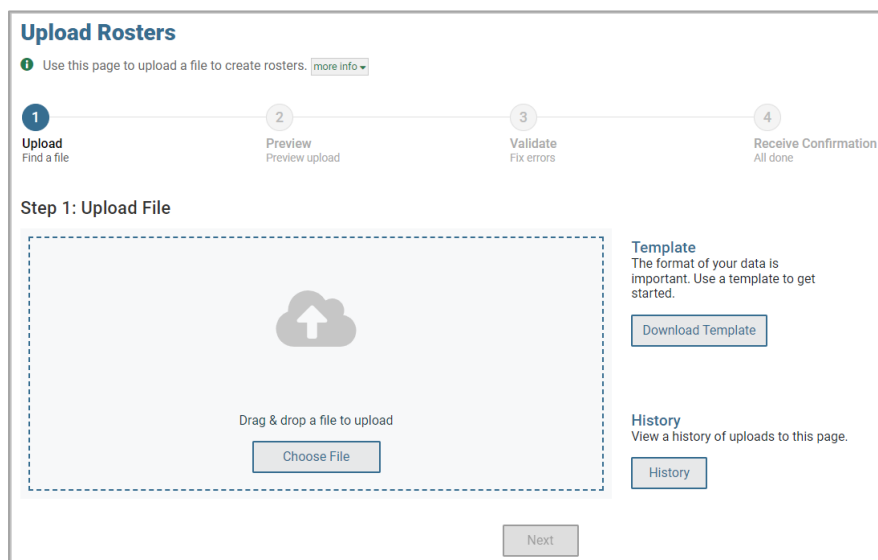 Upload Rosters
Use this page to upload a file to create rosters. more info
1
2
3
4
Upload
Preview
Validate
Receive Confirmation
Find a file
Preview upload
Fix errors
All done
Step 1: Upload File
Drag & drop a file to upload
Choose File
Template
The format of your data is
important. Use a template to get
started.
Download Template
History
View a history of uploads to this page.
History
Next